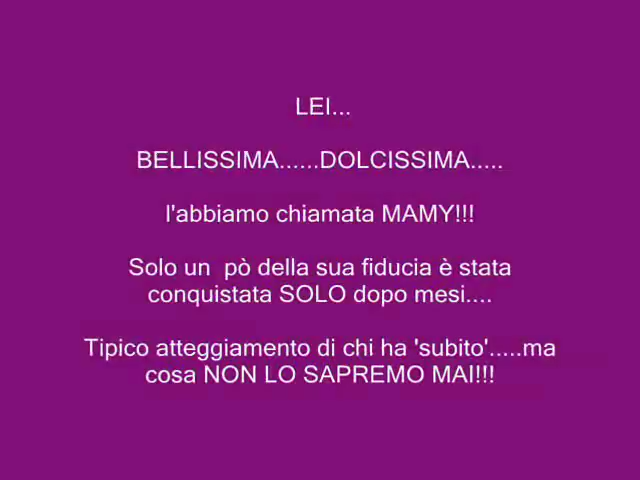 LEI...
BELLISSIMA......DOLCISSIMA.....
l'abbiamo chiamata MAMY!!!
Solo un  pò della sua fiducia è stata
conquistata SOLO dopo mesi....
Tipico atteggiamento di chi ha 'subito'.....ma
cosa NON LO SAPREMO MAI!!!